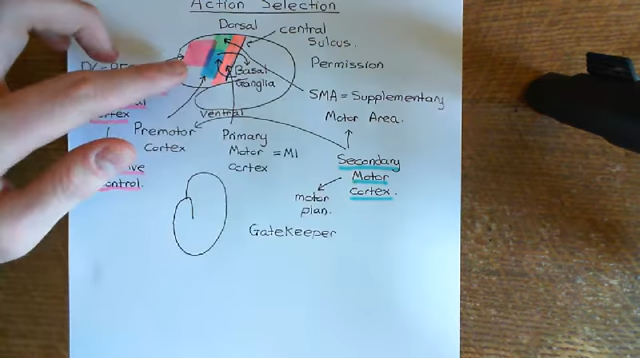 Action Selection
Dorsal
central
Sulcus.
Permission
Basal
Ganglia
SMA = Supplementary
Motor Area.
Cortex
Ventral
Premotor
Cortex
Primary
Motor = M1
Cortex
Secondary
Motor
Cortex.
motor
plan.
Gatekeeper